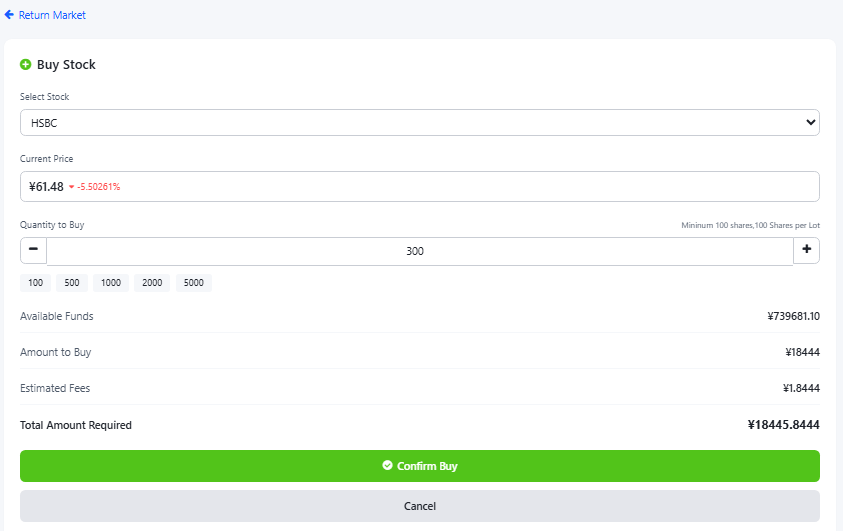 Return Market
Buy Stock
Select Stock
HSBC
Current Price
¥61.48 -5.50261%
Quantity to Buy Mininum 100 shares,100 Shares per Lot
300
100 500 1000 2000 5000
Available Funds ¥739681.10
Amount to Buy ¥18444
Estimated Fees ¥1.8444
Total Amount Required ¥18445.8444
Confirm Buy
Cancel